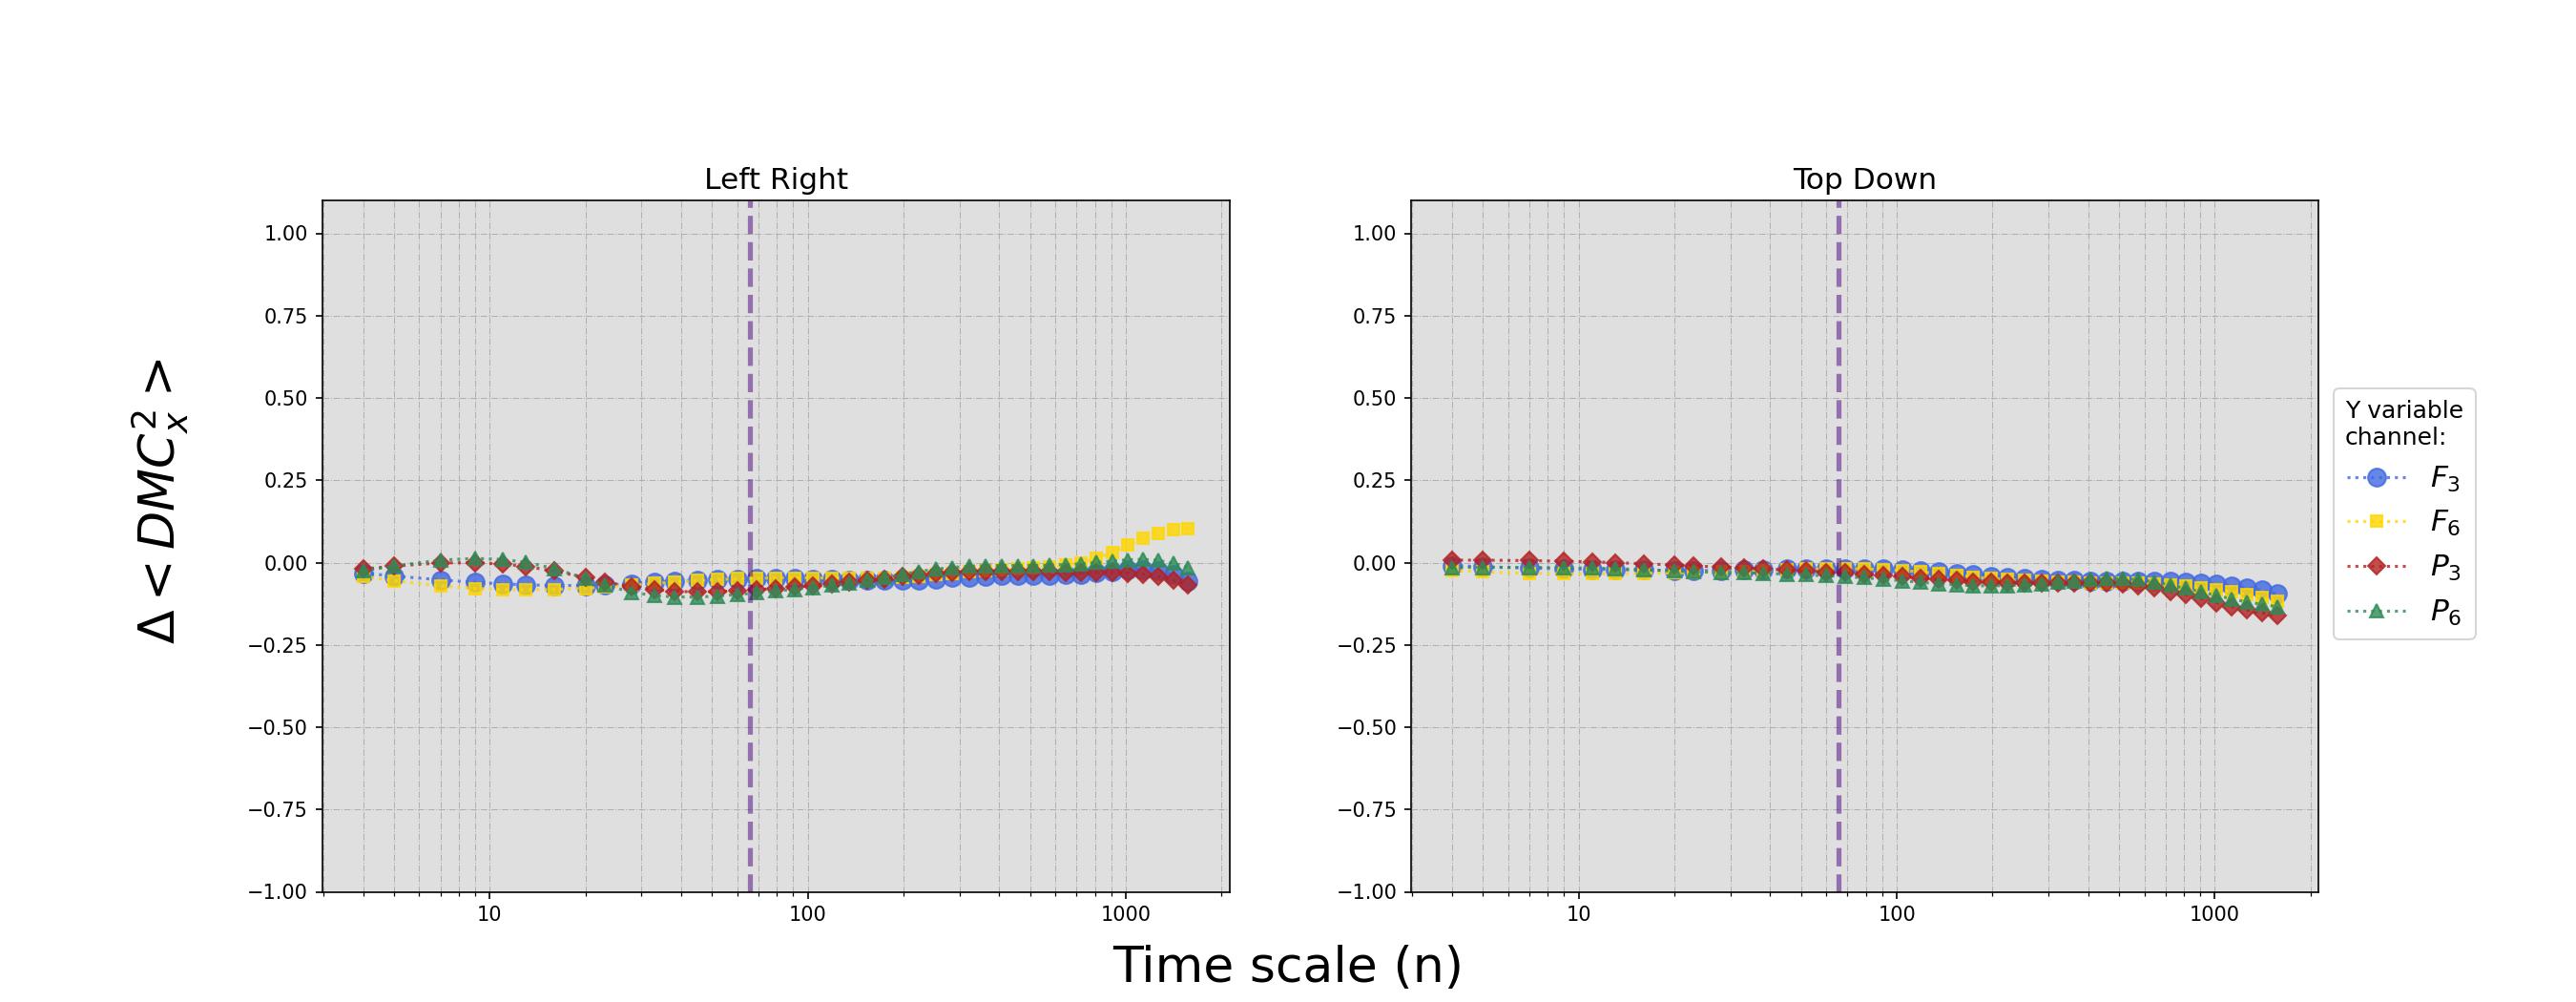 Left Right
Top Down
Δ < DMC²ₓ >
1.00
0.75
0.50
0.25
0.00
−0.25
−0.50
−0.75
−1.00
10 100 1000
1.00
0.75
0.50
0.25
0.00
−0.25
−0.50
−0.75
−1.00
10 100 1000
Y variable
channel:
F₃
F₆
P₃
P₆
Time scale (n)